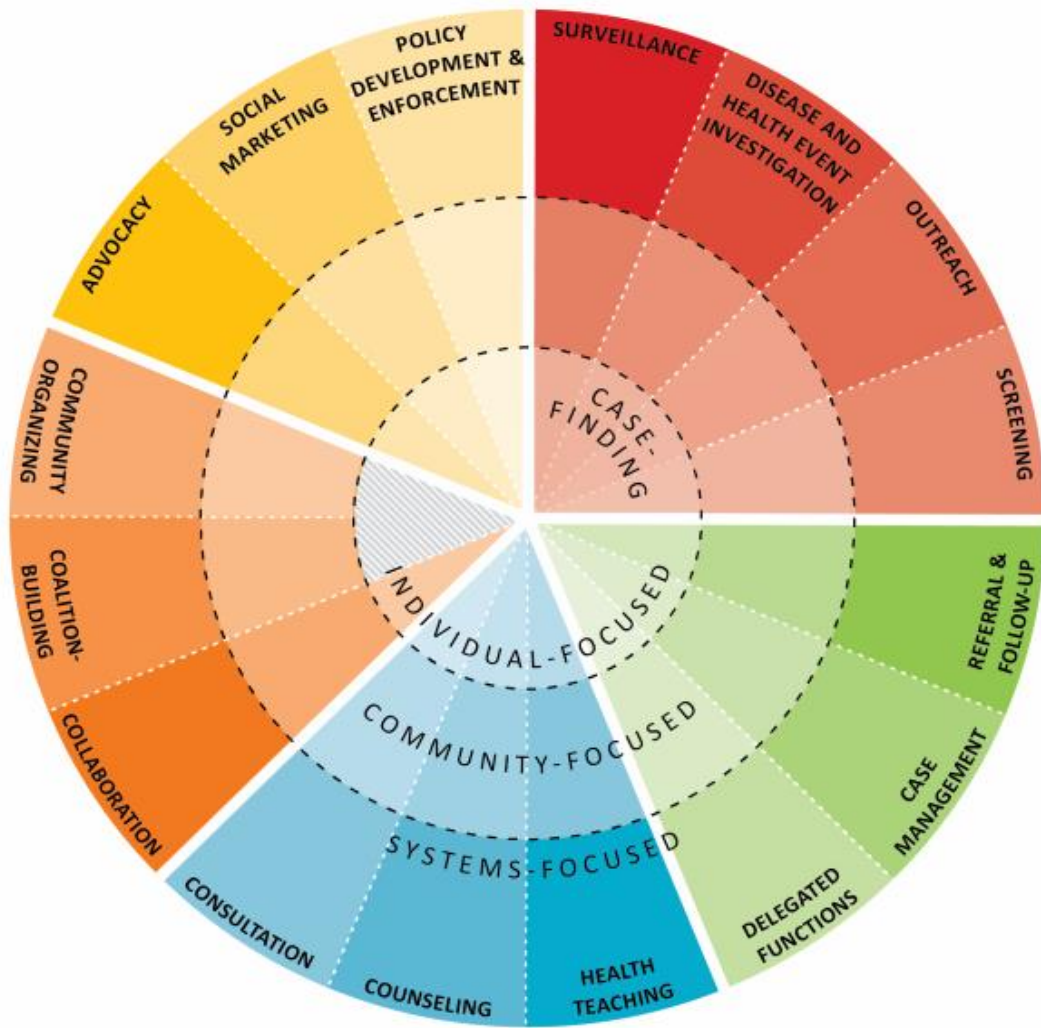 SURVEILLANCE
DISEASE AND
HEALTH EVENT
INVESTIGATION
OUTREACH
SCREENING
REFERRAL &
FOLLOW-UP
CASE
MANAGEMENT
DELEGATED
FUNCTIONS
HEALTH
TEACHING
COUNSELING
CONSULTATION
COLLABORATION
COALITION-
BUILDING
COMMUNITY
ORGANIZING
ADVOCACY
SOCIAL
MARKETING
POLICY
DEVELOPMENT &
ENFORCEMENT
CASE-
FINDING
INDIVIDUAL-FOCUSED
COMMUNITY-FOCUSED
SYSTEMS-FOCUSED